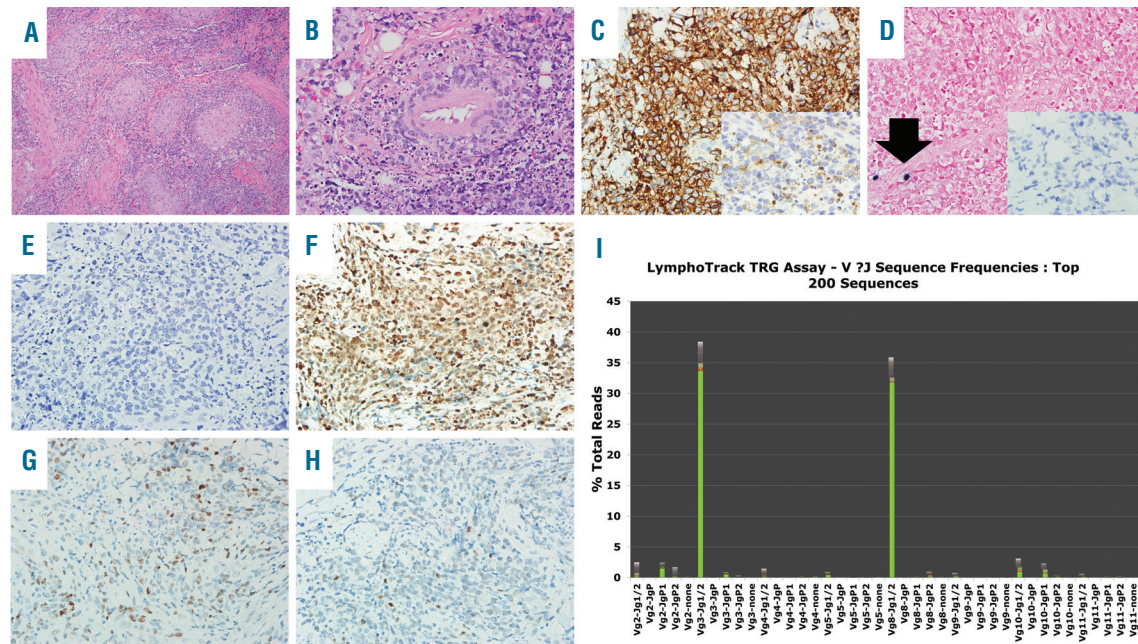 A
B
C
D
E
F
G
H
I
LymphoTrack TRG Assay - V ?J Sequence Frequencies : Top
200 Sequences
% Total Reads
45
40
35
30
25
20
15
10
5
0
Vg2-Jg1/2
Vg2-JgP
Vg2-JgP1
Vg2-JgP2
Vg2-none
Vg3-Jg1/2
Vg3-JgP
Vg3-JgP1
Vg3-JgP2
Vg3-none
Vg4-Jg1/2
Vg4-JgP
Vg4-JgP1
Vg4-JgP2
Vg4-none
Vg5-Jg1/2
Vg5-JgP
Vg5-JgP1
Vg5-JgP2
Vg5-none
Vg8-Jg1/2
Vg8-JgP
Vg8-JgP1
Vg8-JgP2
Vg8-none
Vg9-Jg1/2
Vg9-JgP
Vg9-JgP1
Vg9-JgP2
Vg9-none
Vg10-Jg1/2
Vg10-JgP
Vg10-JgP1
Vg10-JgP2
Vg10-none
Vg11-Jg1/2
Vg11-JgP
Vg11-JgP1
Vg11-JgP2
Vg11-none